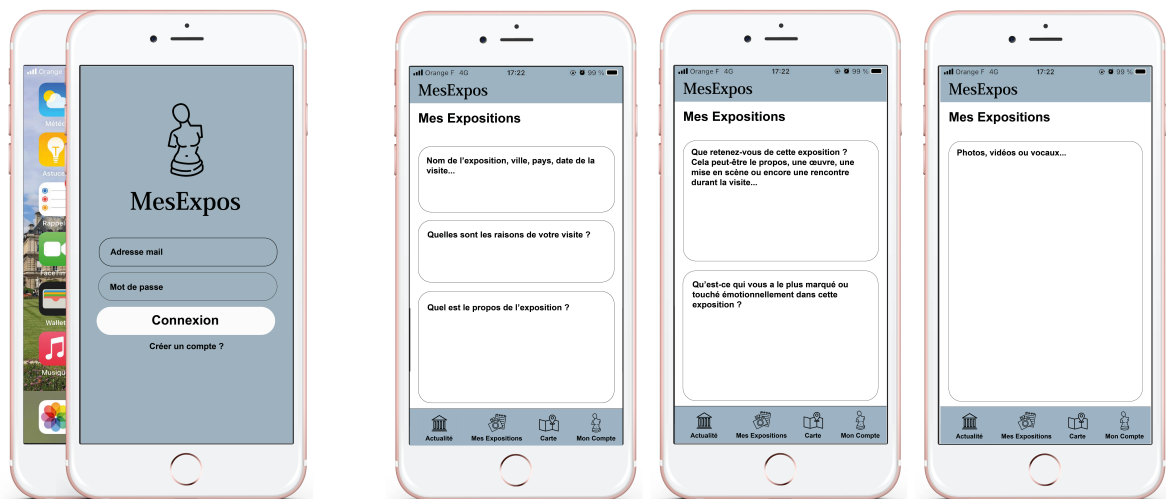 Orange
Météo
Astuces
Rappel
FaceTim
Wallet
Musiqu
MesExpos
Adresse mail
Mot de passe
Connexion
Créer un compte ?
Orange F 4G 17:22 99 %
MesExpos
Mes Expositions
Nom de l'exposition, ville, pays, date de la
visite...
Quelles sont les raisons de votre visite ?
Quel est le propos de l'exposition ?
Actualité Mes Expositions Carte Mon Compte
Orange F 4G 17:22 99 %
MesExpos
Mes Expositions
Que retenez-vous de cette exposition ?
Cela peut-être le propos, une œuvre, une
mise en scène ou encore une rencontre
durant la visite...
Qu'est-ce qui vous a le plus marqué ou
touché émotionnellement dans cette
exposition ?
Actualité Mes Expositions Carte Mon Compte
Orange F 4G 17:22 99 %
MesExpos
Mes Expositions
Photos, vidéos ou vocaux...
Actualité Mes Expositions Carte Mon Compte